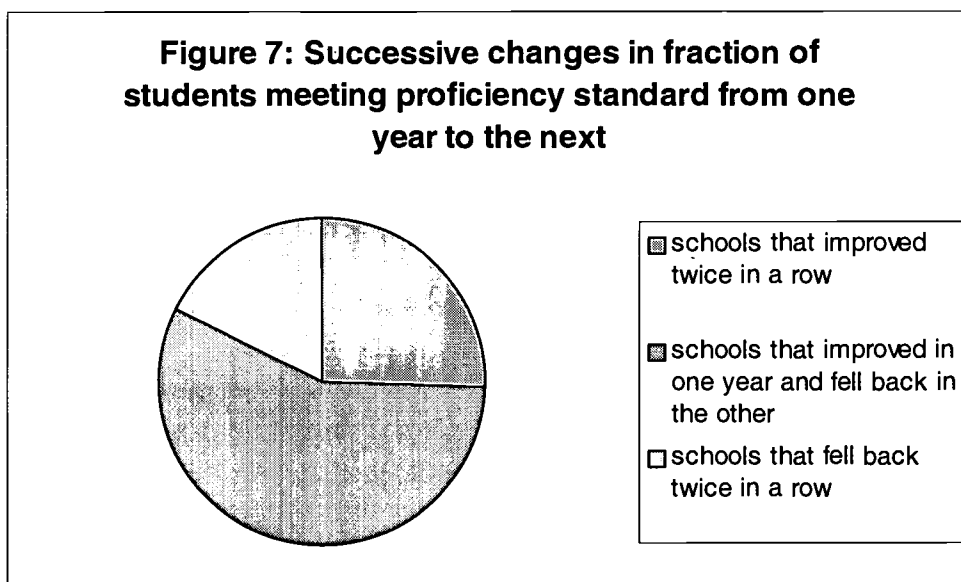 Figure 7: Successive changes in fraction of
students meeting proficiency standard from one
year to the next
schools that improved
twice in a row
schools that improved in
one year and fell back in
the other
schools that fell back
twice in a row